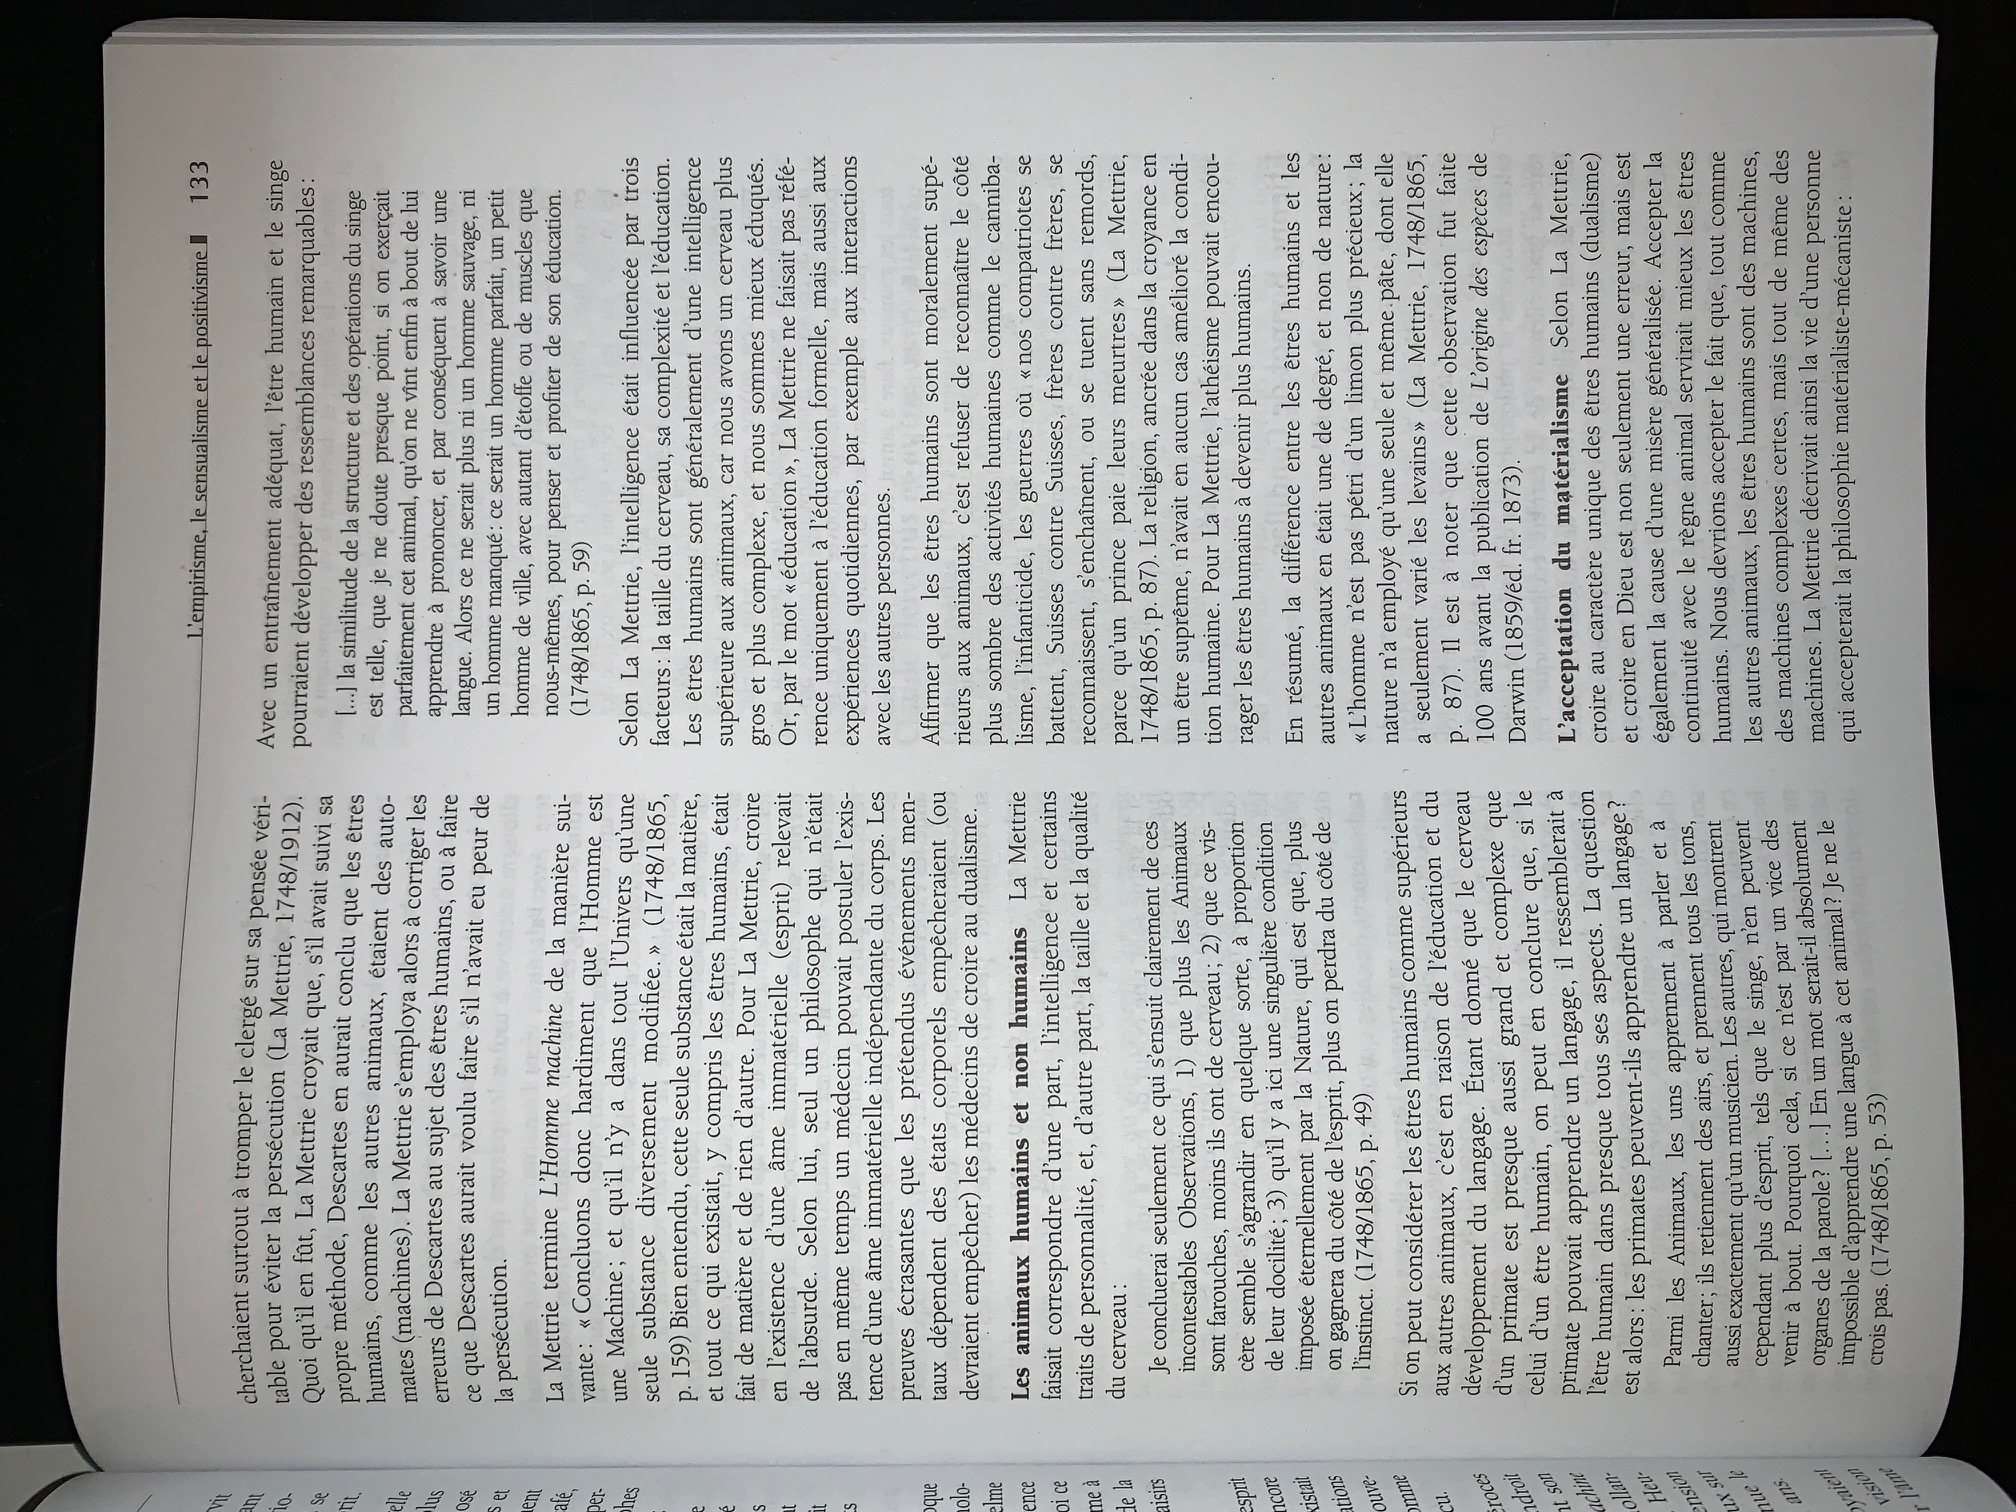 L'empirisme, le sensualisme et le positivisme 133
cherchaient surtout à tromper le clergé sur sa pensée véri-
table pour éviter la persécution (La Mettrie, 1748/1912).
Quoi qu'il en fût, La Mettrie croyait que, s'il avait suivi sa
propre méthode, Descartes en aurait conclu que les êtres
humains, comme les autres animaux, étaient des auto-
mates (machines). La Mettrie s'employa alors à corriger les
erreurs de Descartes au sujet des êtres humains, ou à faire
ce que Descartes aurait voulu faire s'il n'avait eu peur de
la persécution.
La Mettrie termine L'Homme machine de la manière sui-
vante : « Concluons donc hardiment que l'Homme est
une Machine ; et qu'il n'y a dans tout l'Univers qu'une
seule substance diversement modifiée. » (1748/1865,
p. 159) Bien entendu, cette seule substance était la matière,
et tout ce qui existait, y compris les êtres humains, était
fait de matière et de rien d'autre. Pour La Mettrie, croire
en l'existence d'une âme immatérielle (esprit) relevait
de l'absurde. Selon lui, seul un philosophe qui n'était
pas en même temps un médecin pouvait postuler l'exis-
tence d'une âme immatérielle indépendante du corps. Les
preuves écrasantes que les prétendus événements men-
taux dépendent des états corporels empêcheraient (ou
devraient empêcher) les médecins de croire au dualisme.
Les animaux humains et non humains La Mettrie
faisait correspondre d'une part, l'intelligence et certains
traits de personnalité, et, d'autre part, la taille et la qualité
du cerveau :
Je concluerai seulement ce qui s'ensuit clairement de ces
incontestables Observations, 1) que plus les Animaux
sont farouches, moins ils ont de cerveau ; 2) que ce vis-
cère semble s'agrandir en quelque sorte, à proportion
de leur docilité ; 3) qu'il y a ici une singulière condition
imposée éternellement par la Nature, qui est que, plus
on gagnera du côté de l'esprit, plus on perdra du côté de
l'instinct. (1748/1865, p. 49)
Si on peut considérer les êtres humains comme supérieurs
aux autres animaux, c'est en raison de l'éducation et du
développement du langage. Étant donné que le cerveau
d'un primate est presque aussi grand et complexe que
celui d'un être humain, on peut en conclure que, si le
primate pouvait apprendre un langage, il ressemblerait à
l'être humain dans presque tous ses aspects. La question
est alors : les primates peuvent-ils apprendre un langage ?
Parmi les Animaux, les uns apprennent à parler et à
chanter ; ils retiennent des airs, et prennent tous les tons,
aussi exactement qu'un musicien. Les autres, qui montrent
cependant plus d'esprit, tels que le singe, n'en peuvent
venir à bout. Pourquoi cela, si ce n'est par un vice des
organes de la parole ? [...] En un mot serait-il absolument
impossible d'apprendre une langue à cet animal ? Je ne le
crois pas. (1748/1865, p. 53)
Avec un entraînement adéquat, l'être humain et le singe
pourraient développer des ressemblances remarquables :
[...] la similitude de la structure et des opérations du singe
est telle, que je ne doute presque point, si on exerçait
parfaitement cet animal, qu'on ne vînt enfin à bout de lui
apprendre à prononcer, et par conséquent à savoir une
langue. Alors ce ne serait plus ni un homme sauvage, ni
un homme manqué : ce serait un homme parfait, un petit
homme de ville, avec autant d'étoffe ou de muscles que
nous-mêmes, pour penser et profiter de son éducation.
(1748/1865, p. 59)
Selon La Mettrie, l'intelligence était influencée par trois
facteurs : la taille du cerveau, sa complexité et l'éducation.
Les êtres humains sont généralement d'une intelligence
supérieure aux animaux, car nous avons un cerveau plus
gros et plus complexe, et nous sommes mieux éduqués.
Or, par le mot « éducation », La Mettrie ne faisait pas réfé-
rence uniquement à l'éducation formelle, mais aussi aux
expériences quotidiennes, par exemple aux interactions
avec les autres personnes.
Affirmer que les êtres humains sont moralement supé-
rieurs aux animaux, c'est refuser de reconnaître le côté
plus sombre des activités humaines comme le canniba-
lisme, l'infanticide, les guerres où « nos compatriotes se
battent, Suisses contre Suisses, frères contre frères, se
reconnaissent, s'enchaînent, ou se tuent sans remords,
parce qu'un prince paie leurs meurtres » (La Mettrie,
1748/1865, p. 87). La religion, ancrée dans la croyance en
un être suprême, n'avait en aucun cas amélioré la condi-
tion humaine. Pour La Mettrie, l'athéisme pouvait encou-
rager les êtres humains à devenir plus humains.
En résumé, la différence entre les êtres humains et les
autres animaux en était une de degré, et non de nature :
« L'homme n'est pas pétri d'un limon plus précieux ; la
nature n'a employé qu'une seule et même pâte, dont elle
a seulement varié les levains » (La Mettrie, 1748/1865,
p. 87). Il est à noter que cette observation fut faite
100 ans avant la publication de L'origine des espèces de
Darwin (1859/éd. fr. 1873).
L'acceptation du matérialisme Selon La Mettrie,
croire au caractère unique des êtres humains (dualisme)
et croire en Dieu est non seulement une erreur, mais est
également la cause d'une misère généralisée. Accepter la
continuité avec le règne animal servirait mieux les êtres
humains. Nous devrions accepter le fait que, tout comme
les autres animaux, les êtres humains sont des machines,
des machines complexes certes, mais tout de même des
machines. La Mettrie décrivait ainsi la vie d'une personne
qui accepterait la philosophie matérialiste-mécaniste :